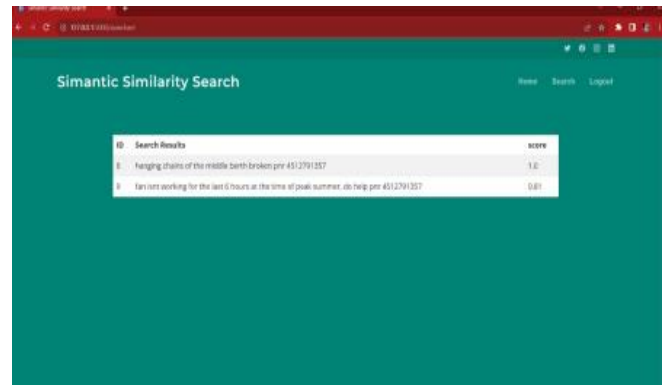 Simantic Similarity Search
Home Search Logout
ID Search Results score
hanging chains of the middle berth broken pnr 4512791357 1.0
fan isnt working for the last 6 hours at the time of peak summer, do help pnr 4512791357 0.81